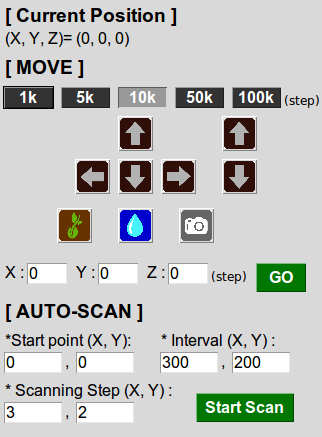 [ Current Position ]
(X, Y, Z)= (0, 0, 0)
[ MOVE ]
1k 5k 10k 50k 100k (step)
X : 0 Y : 0 Z : 0 (step) GO
[ AUTO-SCAN ]
*Start point (X, Y): * Interval (X, Y) :
0 , 0 300 , 200
* Scanning Step (X, Y) :
3 , 2 Start Scan